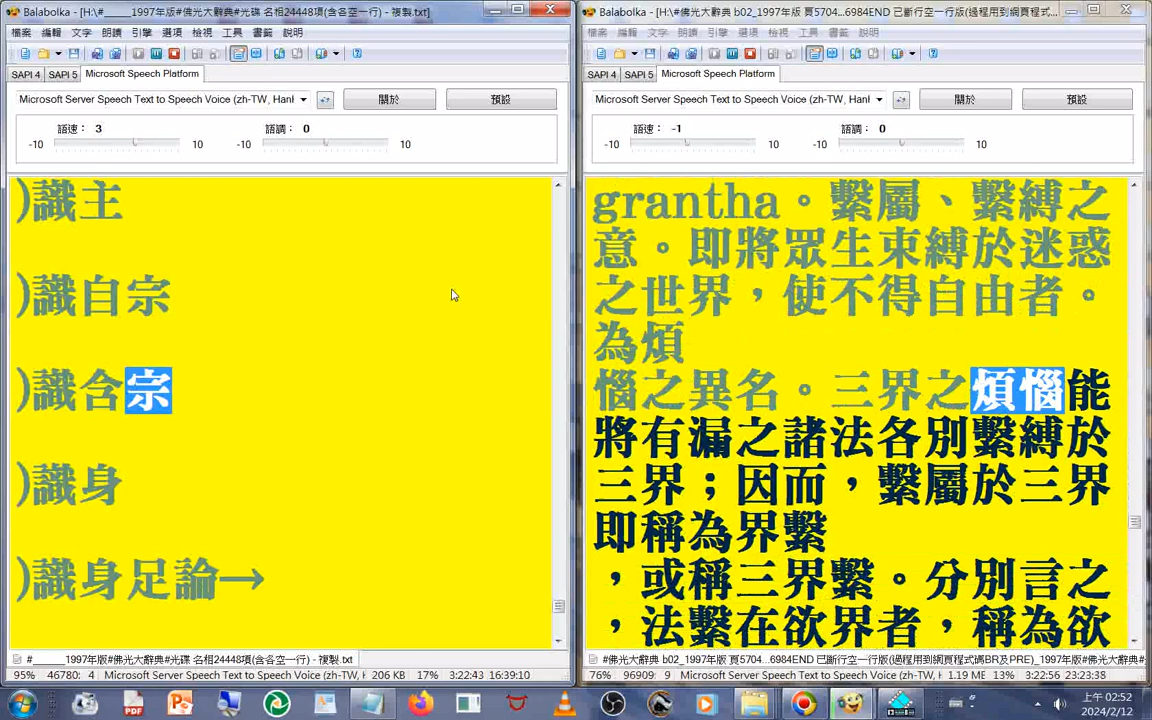 Balabolka - [H:\#_____1997年版#佛光大辭典#光碟 名相24448項(含各空一行) - 複製.txt]
檔案 編輯 文字 朗讀 引擎 選項 檢視 工具 書籤 說明
SAPI 4 SAPI 5 Microsoft Speech Platform
Microsoft Server Speech Text to Speech Voice (zh-TW, Hanl 關於 預設
語速： 3 語調： 0
-10 10 -10 10
)識主
)識自宗
)識含宗
)識身
)識身足論→
#______1997年版#佛光大辭典#光碟 名相24448項(含各空一行) - 複製.txt
95% 46780: 4 Microsoft Server Speech Text to Speech Voice (zh-TW, H 206 KB 17% 3:22:43 16:39:10
Balabolka - [H:\#佛光大辭典 b02_1997年版 頁5704...6984END 已斷行空一行版(過程用到網頁程式...
檔案 編輯 文字 朗讀 引擎 選項 檢視 工具 書籤 說明
SAPI 4 SAPI 5 Microsoft Speech Platform
Microsoft Server Speech Text to Speech Voice (zh-TW, Hanl 關於 預設
語速： -1 語調： 0
-10 10 -10 10
grantha。繫屬、繫縛之
意。即將眾生束縛於迷惑
之世界，使不得自由者。
為煩
惱之異名。三界之煩惱能
將有漏之諸法各別繫縛於
三界；因而，繫屬於三界
即稱為界繫
，或稱三界繫。分別言之
，法繫在欲界者，稱為欲
#佛光大辭典 b02_1997年版 頁5704...6984END 已斷行空一行版(過程用到網頁程式碼BR及PRE)_1997年版#佛光大辭典#
76% 96909: 9 Microsoft Server Speech Text to Speech Voice (zh-TW, H 1.19 ME 13% 3:22:56 23:23:38
上午 02:52
2024/2/12